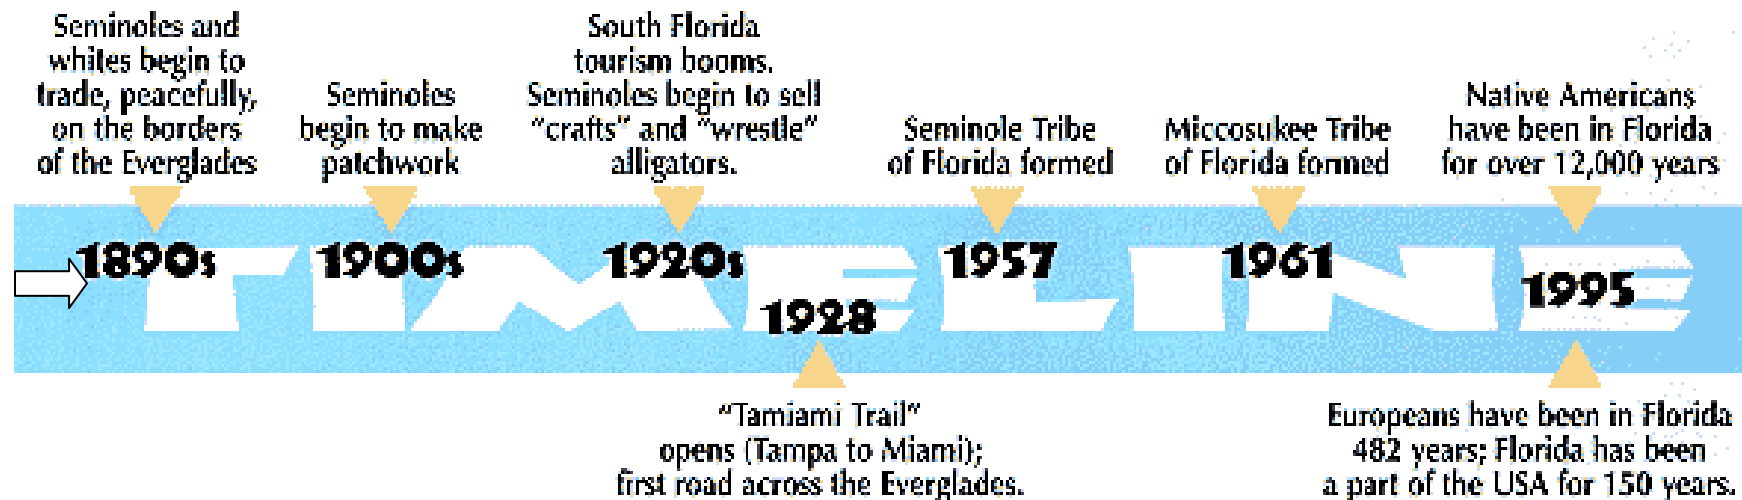 Seminoles and
whites begin to
trade, peacefully,
on the borders
of the Everglades
1890s
Seminoles
begin to make
patchwork
1900s
South Florida
tourism booms.
Seminoles begin to sell
“crafts” and “wrestle”
alligators.
1920s
1928
“Tamiami Trail”
opens (Tampa to Miami);
first road across the Everglades.
Seminole Tribe
of Florida formed
1957
Miccosukee Tribe
of Florida formed
1961
Native Americans
have been in Florida
for over 12,000 years
1995
Europeans have been in Florida
482 years; Florida has been
a part of the USA for 150 years.
TIMELINE